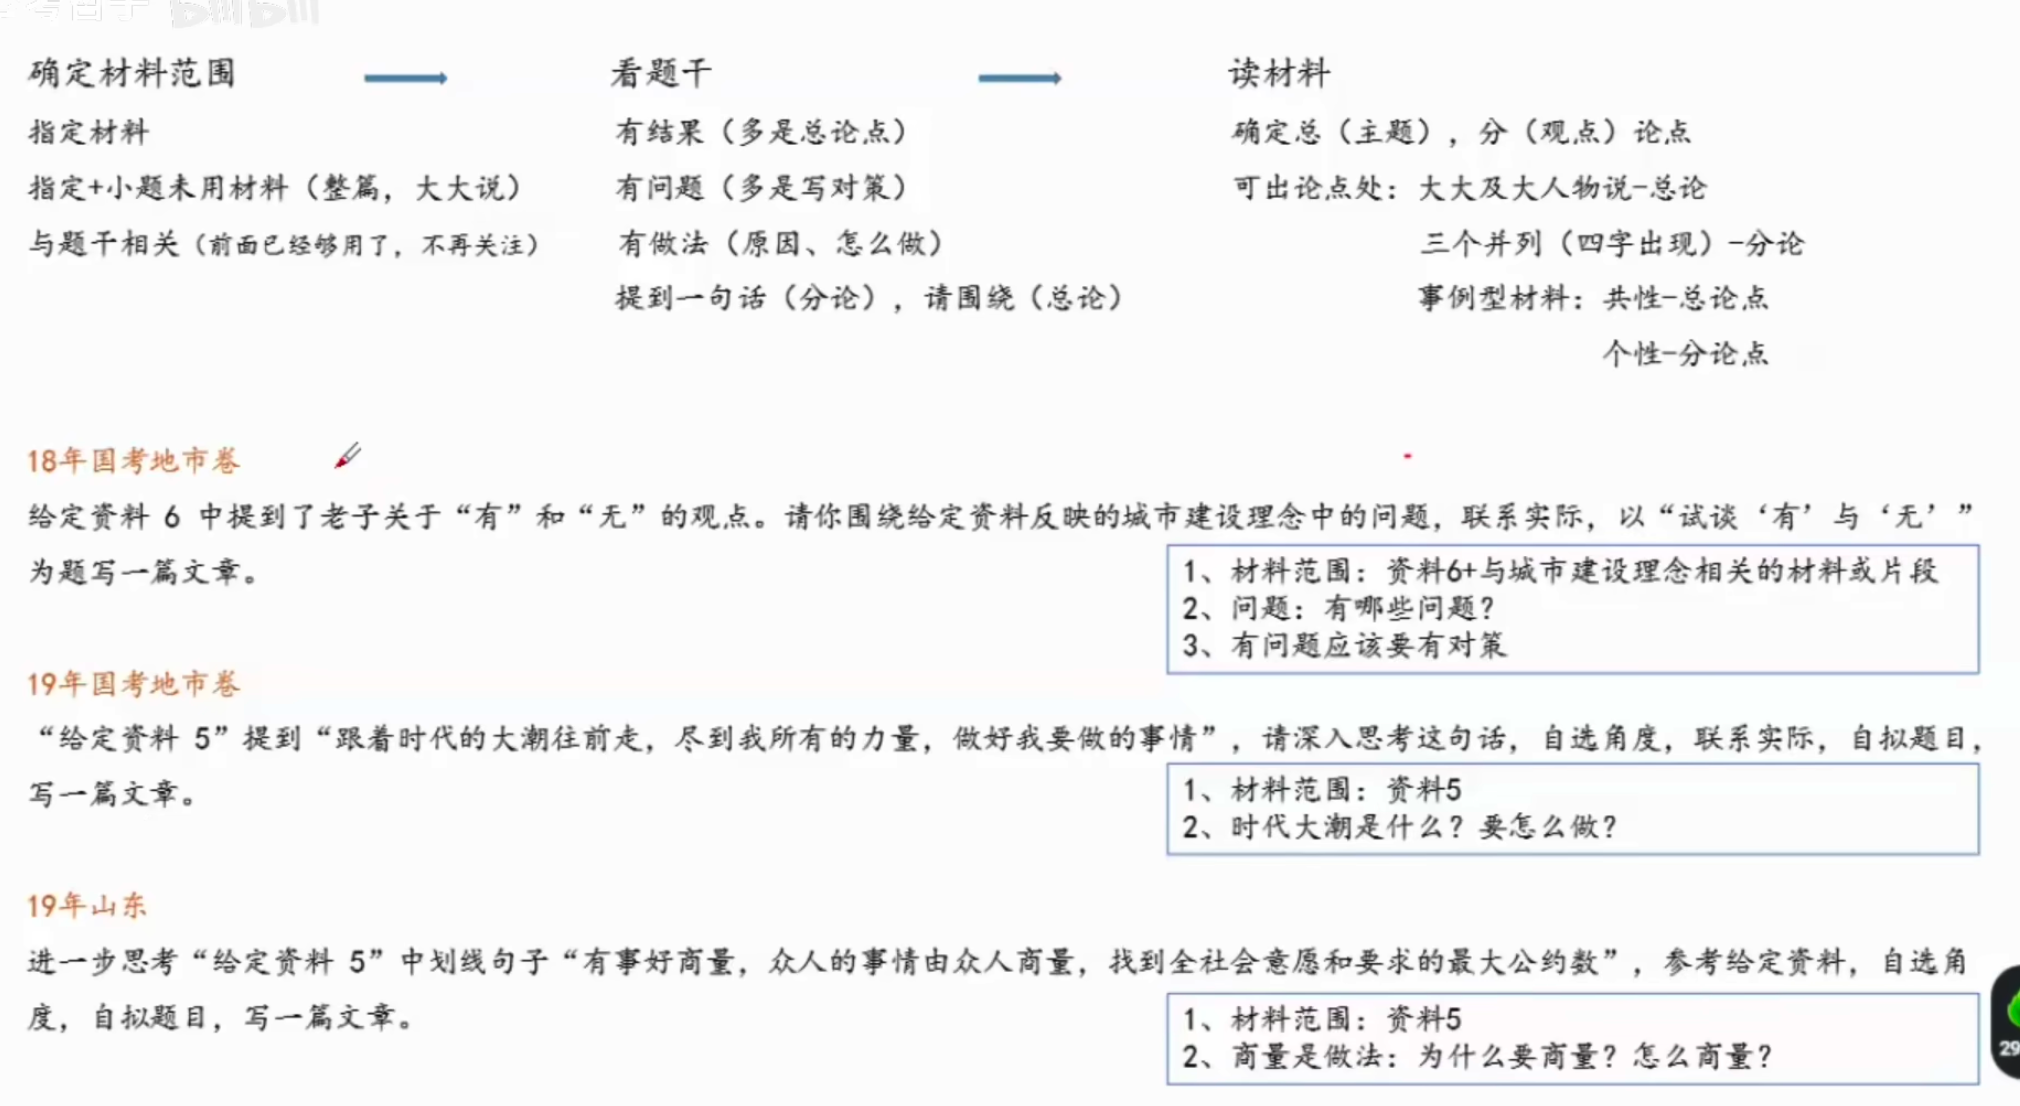 bilibili
确定材料范围
看题干
读材料
指定材料
有结果（多是总论点）
确定总（主题），分（观点）论点
指定+小题未用材料（整篇，大大说）
有问题（多是写对策）
可出论点处：大大及大人物说-总论
与题干相关（前面已经够用了，不再关注）
有做法（原因、怎么做）
三个并列（四字出现）-分论
提到一句话（分论），请围绕（总论）
事例型材料：共性-总论点
个性-分论点
18年国考地市卷
给定资料 6 中提到了老子关于“有”和“无”的观点。请你围绕给定资料反映的城市建设理念中的问题，联系实际，以“试谈‘有’与‘无’”
为题写一篇文章。
1、材料范围：资料6+与城市建设理念相关的材料或片段
2、问题：有哪些问题？
3、有问题应该要有对策
19年国考地市卷
“给定资料 5”提到“跟着时代的大潮往前走，尽到我所有的力量，做好我要做的事情”，请深入思考这句话，自选角度，联系实际，自拟题目，
写一篇文章。
1、材料范围：资料5
2、时代大潮是什么？要怎么做？
19年山东
进一步思考“给定资料 5”中划线句子“有事好商量，众人的事情由众人商量，找到全社会意愿和要求的最大公约数”，参考给定资料，自选角
度，自拟题目，写一篇文章。
1、材料范围：资料5
2、商量是做法：为什么要商量？怎么商量？
29